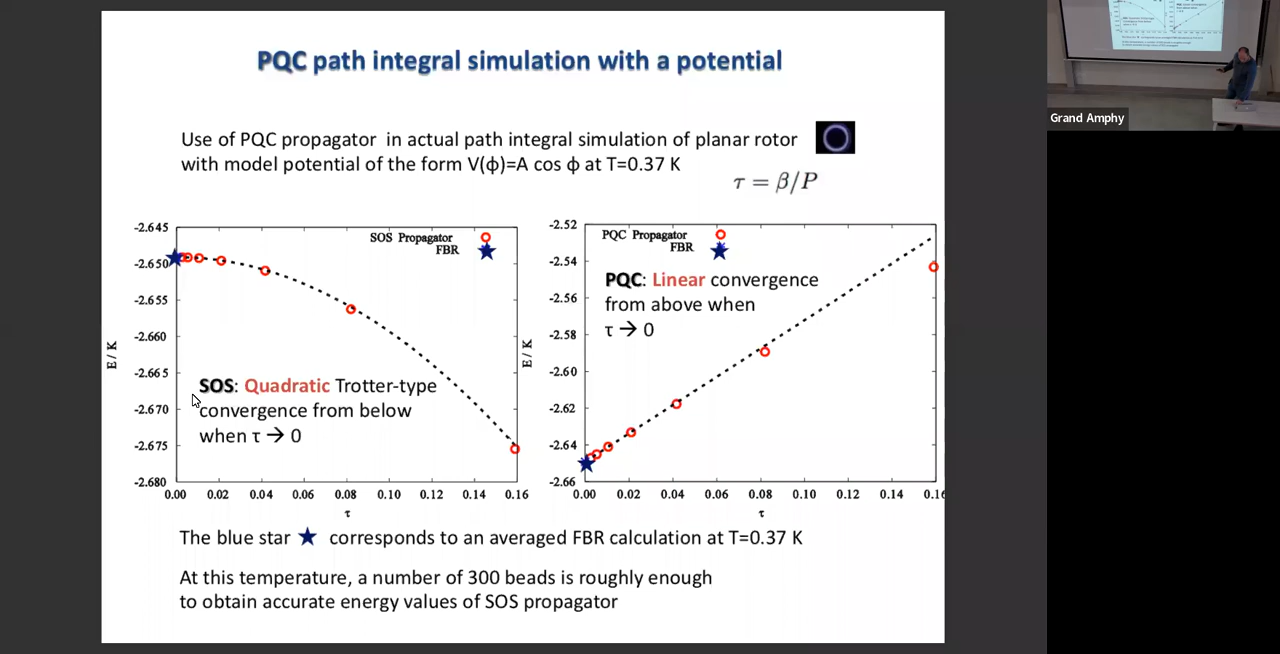 PQC path integral simulation with a potential
Use of PQC propagator in actual path integral simulation of planar rotor
with model potential of the form V(ϕ)=A cos ϕ at T=0.37 K
τ = β/P
-2.645
-2.650
-2.655
-2.660
-2.665
-2.670
-2.675
-2.680
E / K
SOS Propagator
FBR
SOS: Quadratic Trotter-type
convergence from below
when τ → 0
0.00 0.02 0.04 0.06 0.08 0.10 0.12 0.14 0.16
τ
-2.52
-2.54
-2.56
-2.58
-2.60
-2.62
-2.64
-2.66
E / K
PQC Propagator
FBR
PQC: Linear convergence
from above when
τ → 0
0.00 0.02 0.04 0.06 0.08 0.10 0.12 0.14 0.16
τ
The blue star ★ corresponds to an averaged FBR calculation at T=0.37 K
At this temperature, a number of 300 beads is roughly enough
to obtain accurate energy values of SOS propagator
Grand Amphy